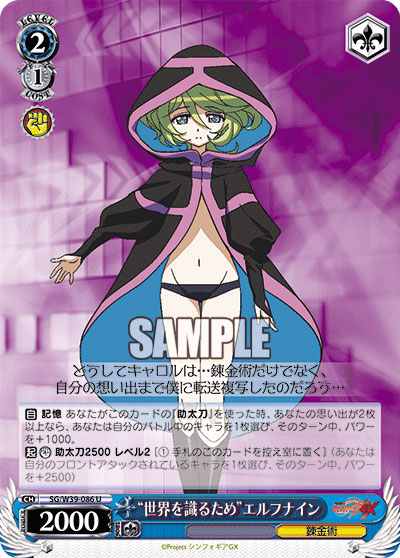 LEVEL
2
1
COST
SAMPLE
どうしてキャロルは…錬金術だけでなく、
自分の想い出まで僕に転送複写したのだろう…
自 記憶 あなたがこのカードの「助太刀」を使った時、あなたの思い出が2枚
以上なら、あなたは自分のバトル中のキャラを1枚選び、そのターン中、パワ
ーを+1000。
起 助太刀2500 レベル2 [① 手札のこのカードを控え室に置く] (あなたは
自分のフロントアタックされているキャラを1枚選び、そのターン中、パワー
を+2500)
CH SG/W39-086 U
2000
“世界を識るため”エルフナイン
GX
©Project シンフォギアGX
錬金術